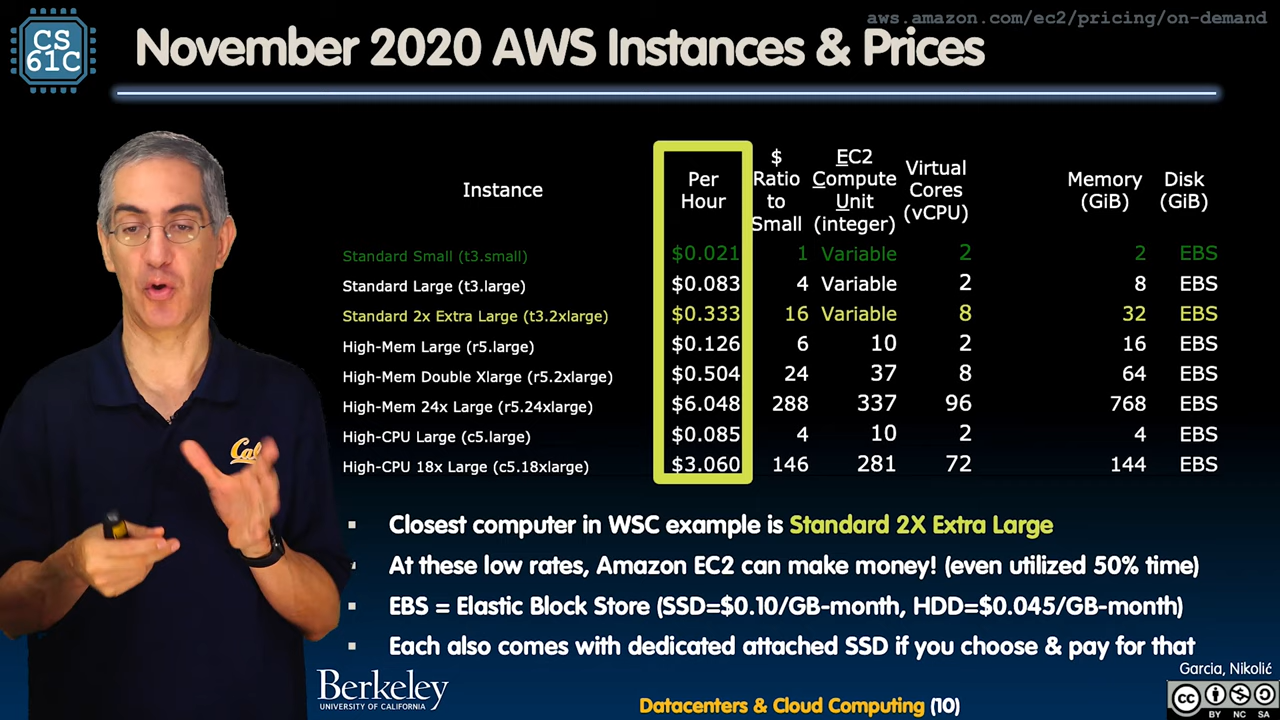 aws.amazon.com/ec2/pricing/on-demand
CS
61C
November 2020 AWS Instances & Prices
Instance
Per
Hour
$
Ratio
to
Small
EC2
Compute
Unit
(integer)
Virtual
Cores
(vCPU)
Memory
(GiB)
Disk
(GiB)
Standard Small (t3.small) $0.021 1 Variable 2 2 EBS
Standard Large (t3.large) $0.083 4 Variable 2 8 EBS
Standard 2x Extra Large (t3.2xlarge) $0.333 16 Variable 8 32 EBS
High-Mem Large (r5.large) $0.126 6 10 2 16 EBS
High-Mem Double Xlarge (r5.2xlarge) $0.504 24 37 8 64 EBS
High-Mem 24x Large (r5.24xlarge) $6.048 288 337 96 768 EBS
High-CPU Large (c5.large) $0.085 4 10 2 4 EBS
High-CPU 18x Large (c5.18xlarge) $3.060 146 281 72 144 EBS
Cal
▪ Closest computer in WSC example is Standard 2X Extra Large
▪ At these low rates, Amazon EC2 can make money! (even utilized 50% time)
▪ EBS = Elastic Block Store (SSD=$0.10/GB-month, HDD=$0.045/GB-month)
▪ Each also comes with dedicated attached SSD if you choose & pay for that
Garcia, Nikolić
Berkeley
UNIVERSITY OF CALIFORNIA
Datacenters & Cloud Computing (10)
cc
BY NC SA